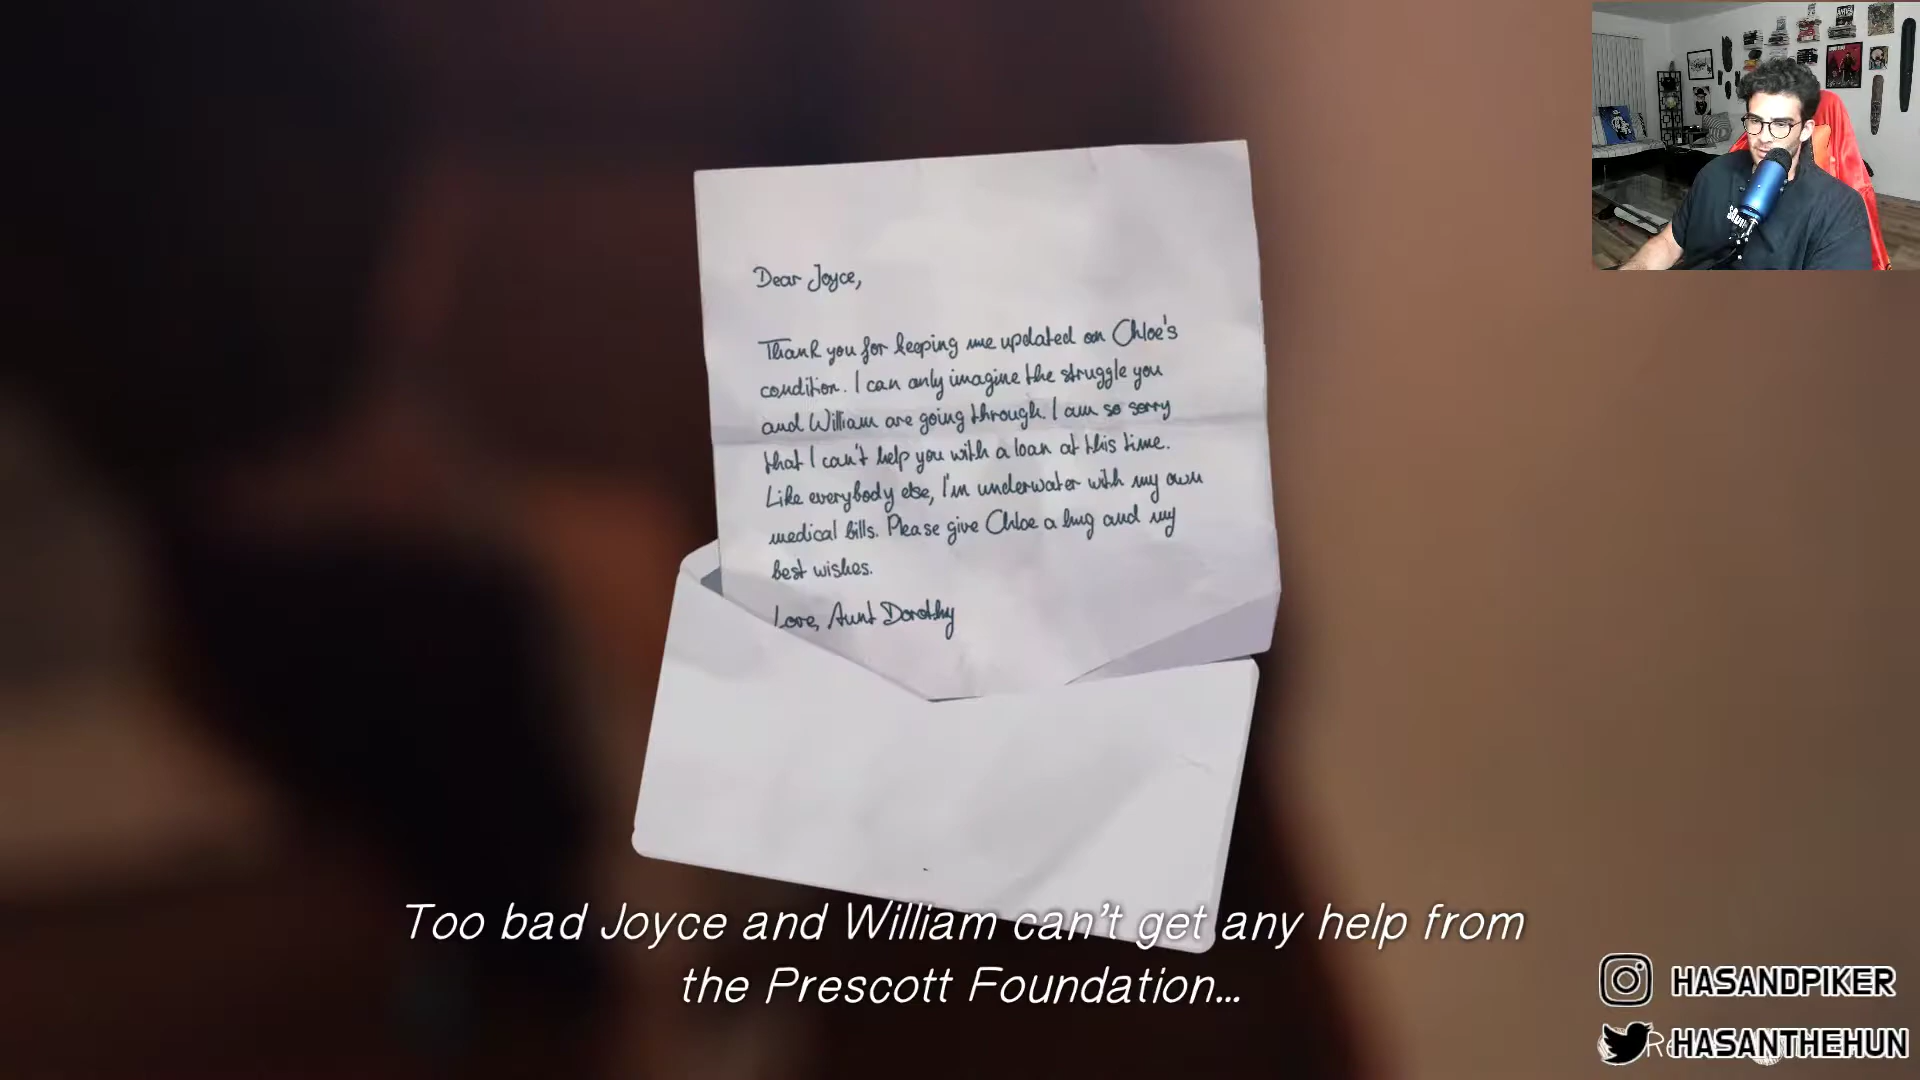 Dear Joyce,
Thank you for keeping me updated on Chloe's
condition. I can only imagine the struggle you
and William are going through. I am so sorry
that I can't help you with a loan at this time.
Like everybody else, I'm underwater with my own
medical bills. Please give Chloe a hug and my
best wishes.
Love, Aunt Dorothy
Too bad Joyce and William can't get any help from
the Prescott Foundation...
HASANDPIKER
HASANTHEHUN